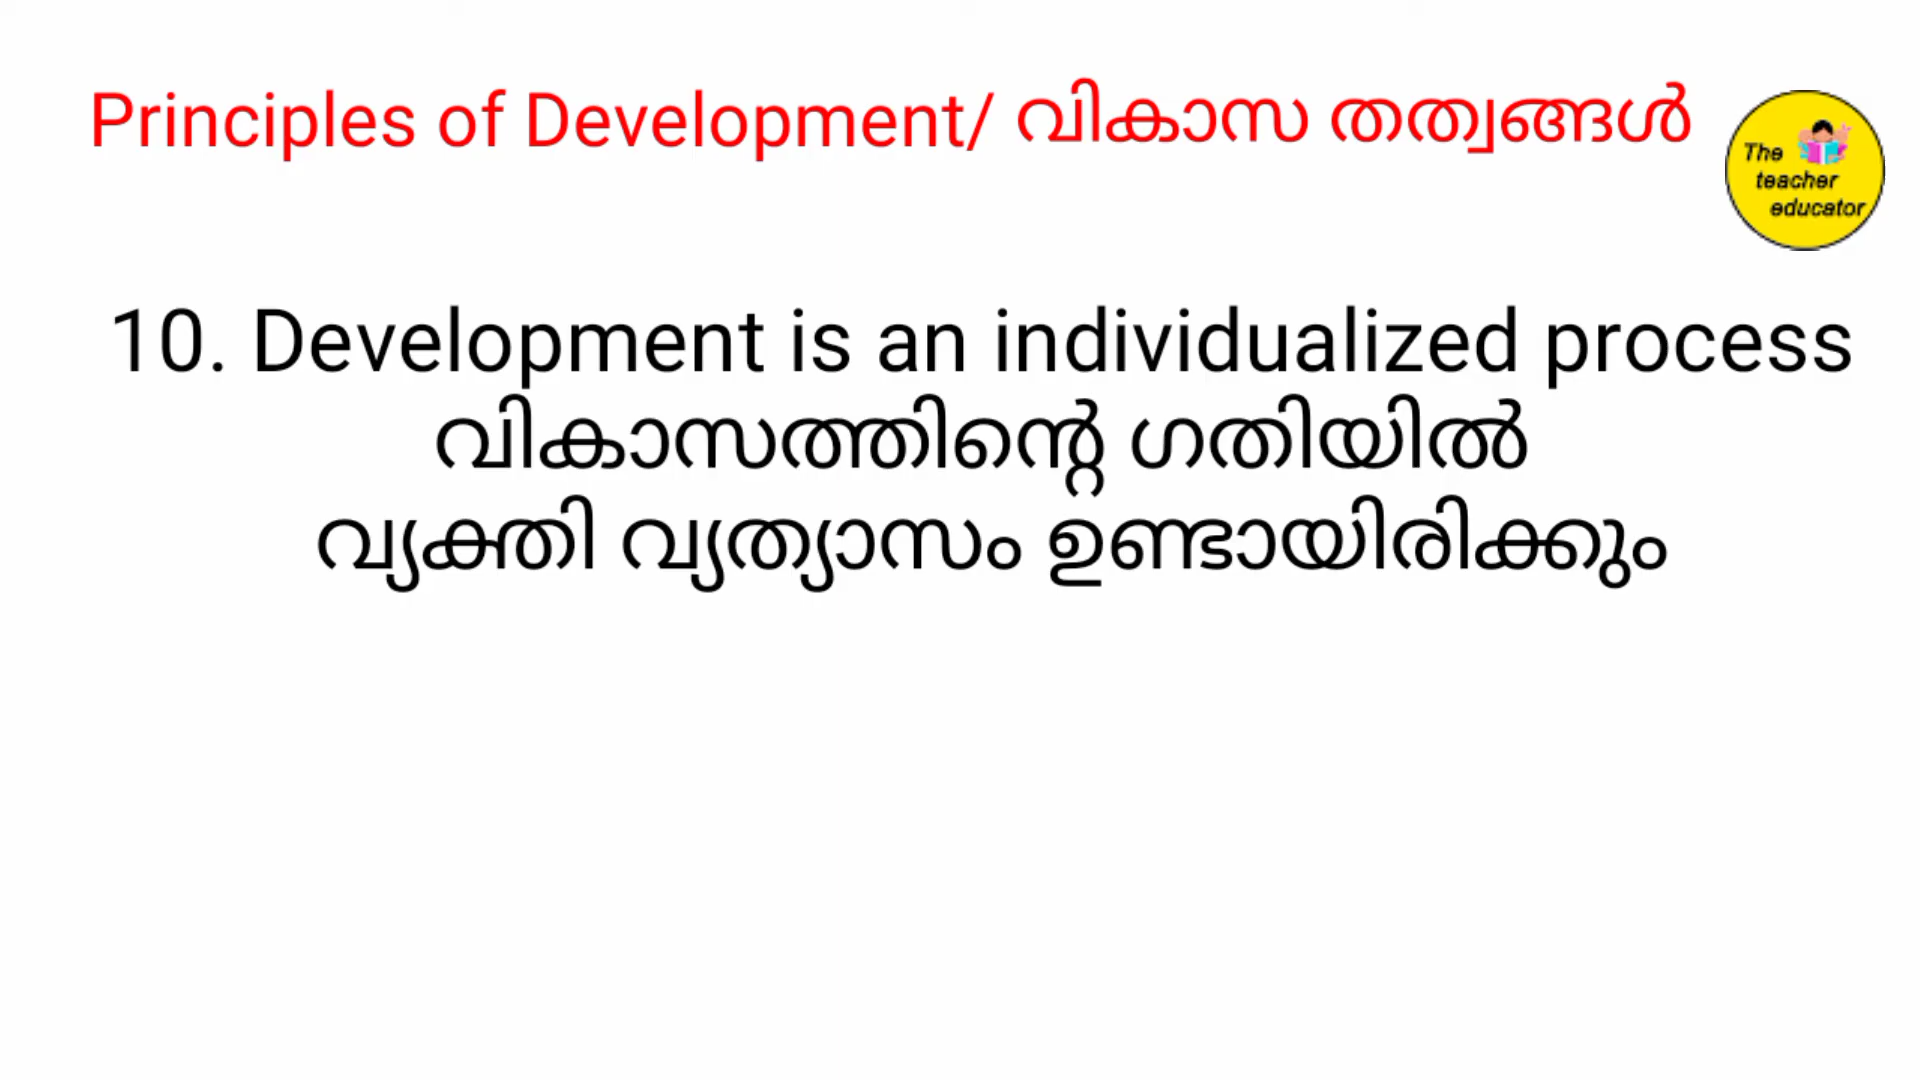 Principles of Development/ വികാസ തത്വങ്ങൾ
The
teacher
educator
10. Development is an individualized process
വികാസത്തിന്റെ ഗതിയിൽ
വ്യക്തി വ്യത്യാസം ഉണ്ടായിരിക്കും